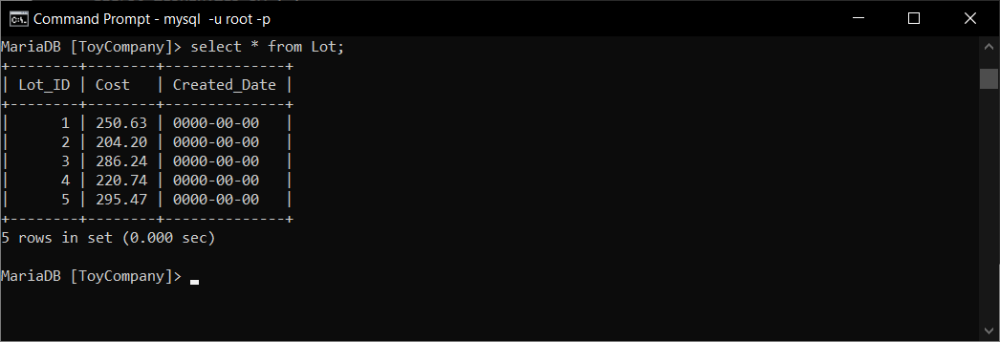 Command Prompt - mysql  -u root -p
MariaDB [ToyCompany]> select * from Lot;
+--------+--------+--------------+
| Lot_ID | Cost   | Created_Date |
+--------+--------+--------------+
|      1 | 250.63 | 0000-00-00   |
|      2 | 204.20 | 0000-00-00   |
|      3 | 286.24 | 0000-00-00   |
|      4 | 220.74 | 0000-00-00   |
|      5 | 295.47 | 0000-00-00   |
+--------+--------+--------------+
5 rows in set (0.000 sec)
MariaDB [ToyCompany]>